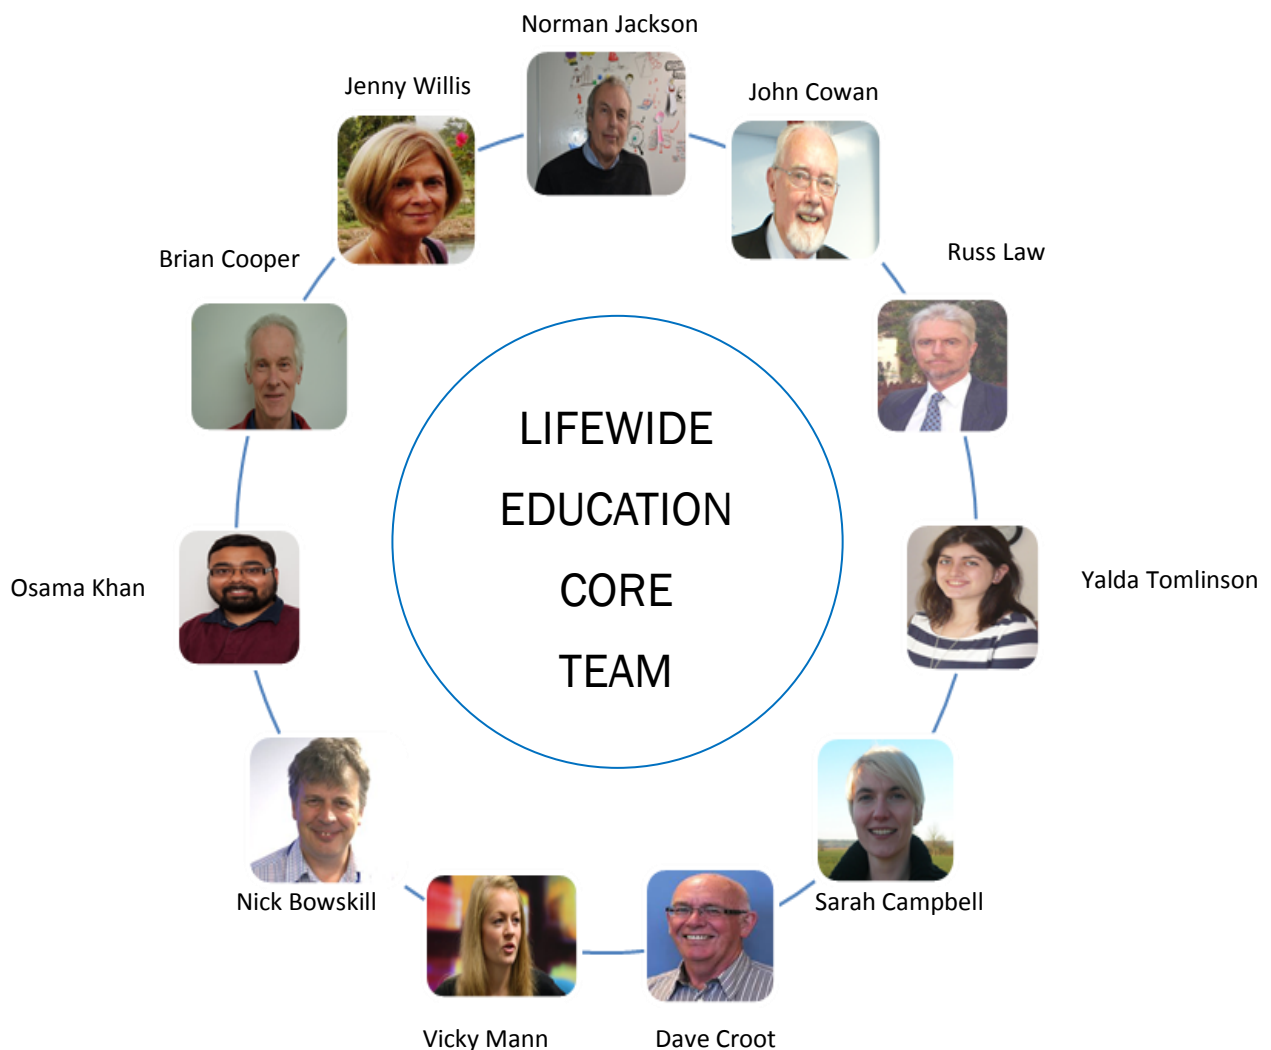 Norman Jackson
Jenny Willis
John Cowan
Brian Cooper
Russ Law
LIFEWIDE
EDUCATION
CORE
TEAM
Osama Khan
Yalda Tomlinson
Nick Bowskill
Sarah Campbell
Vicky Mann
Dave Croot